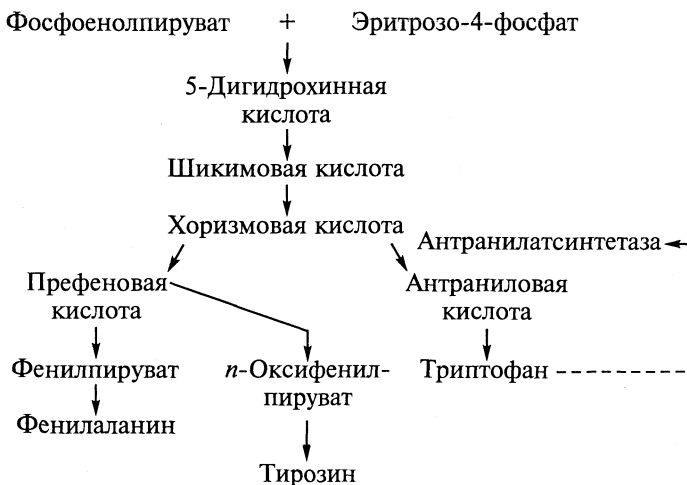 Фосфоенолпируват + Эритрозо-4-фосфат
5-Дигидрохинная
кислота
Шикимовая кислота
Хоризмовая кислота
Антранилатсинтетаза
Префеновая
кислота
Антраниловая
кислота
Фенилпируват
п-Оксифенил-
пируват
Триптофан
Фенилаланин
Тирозин